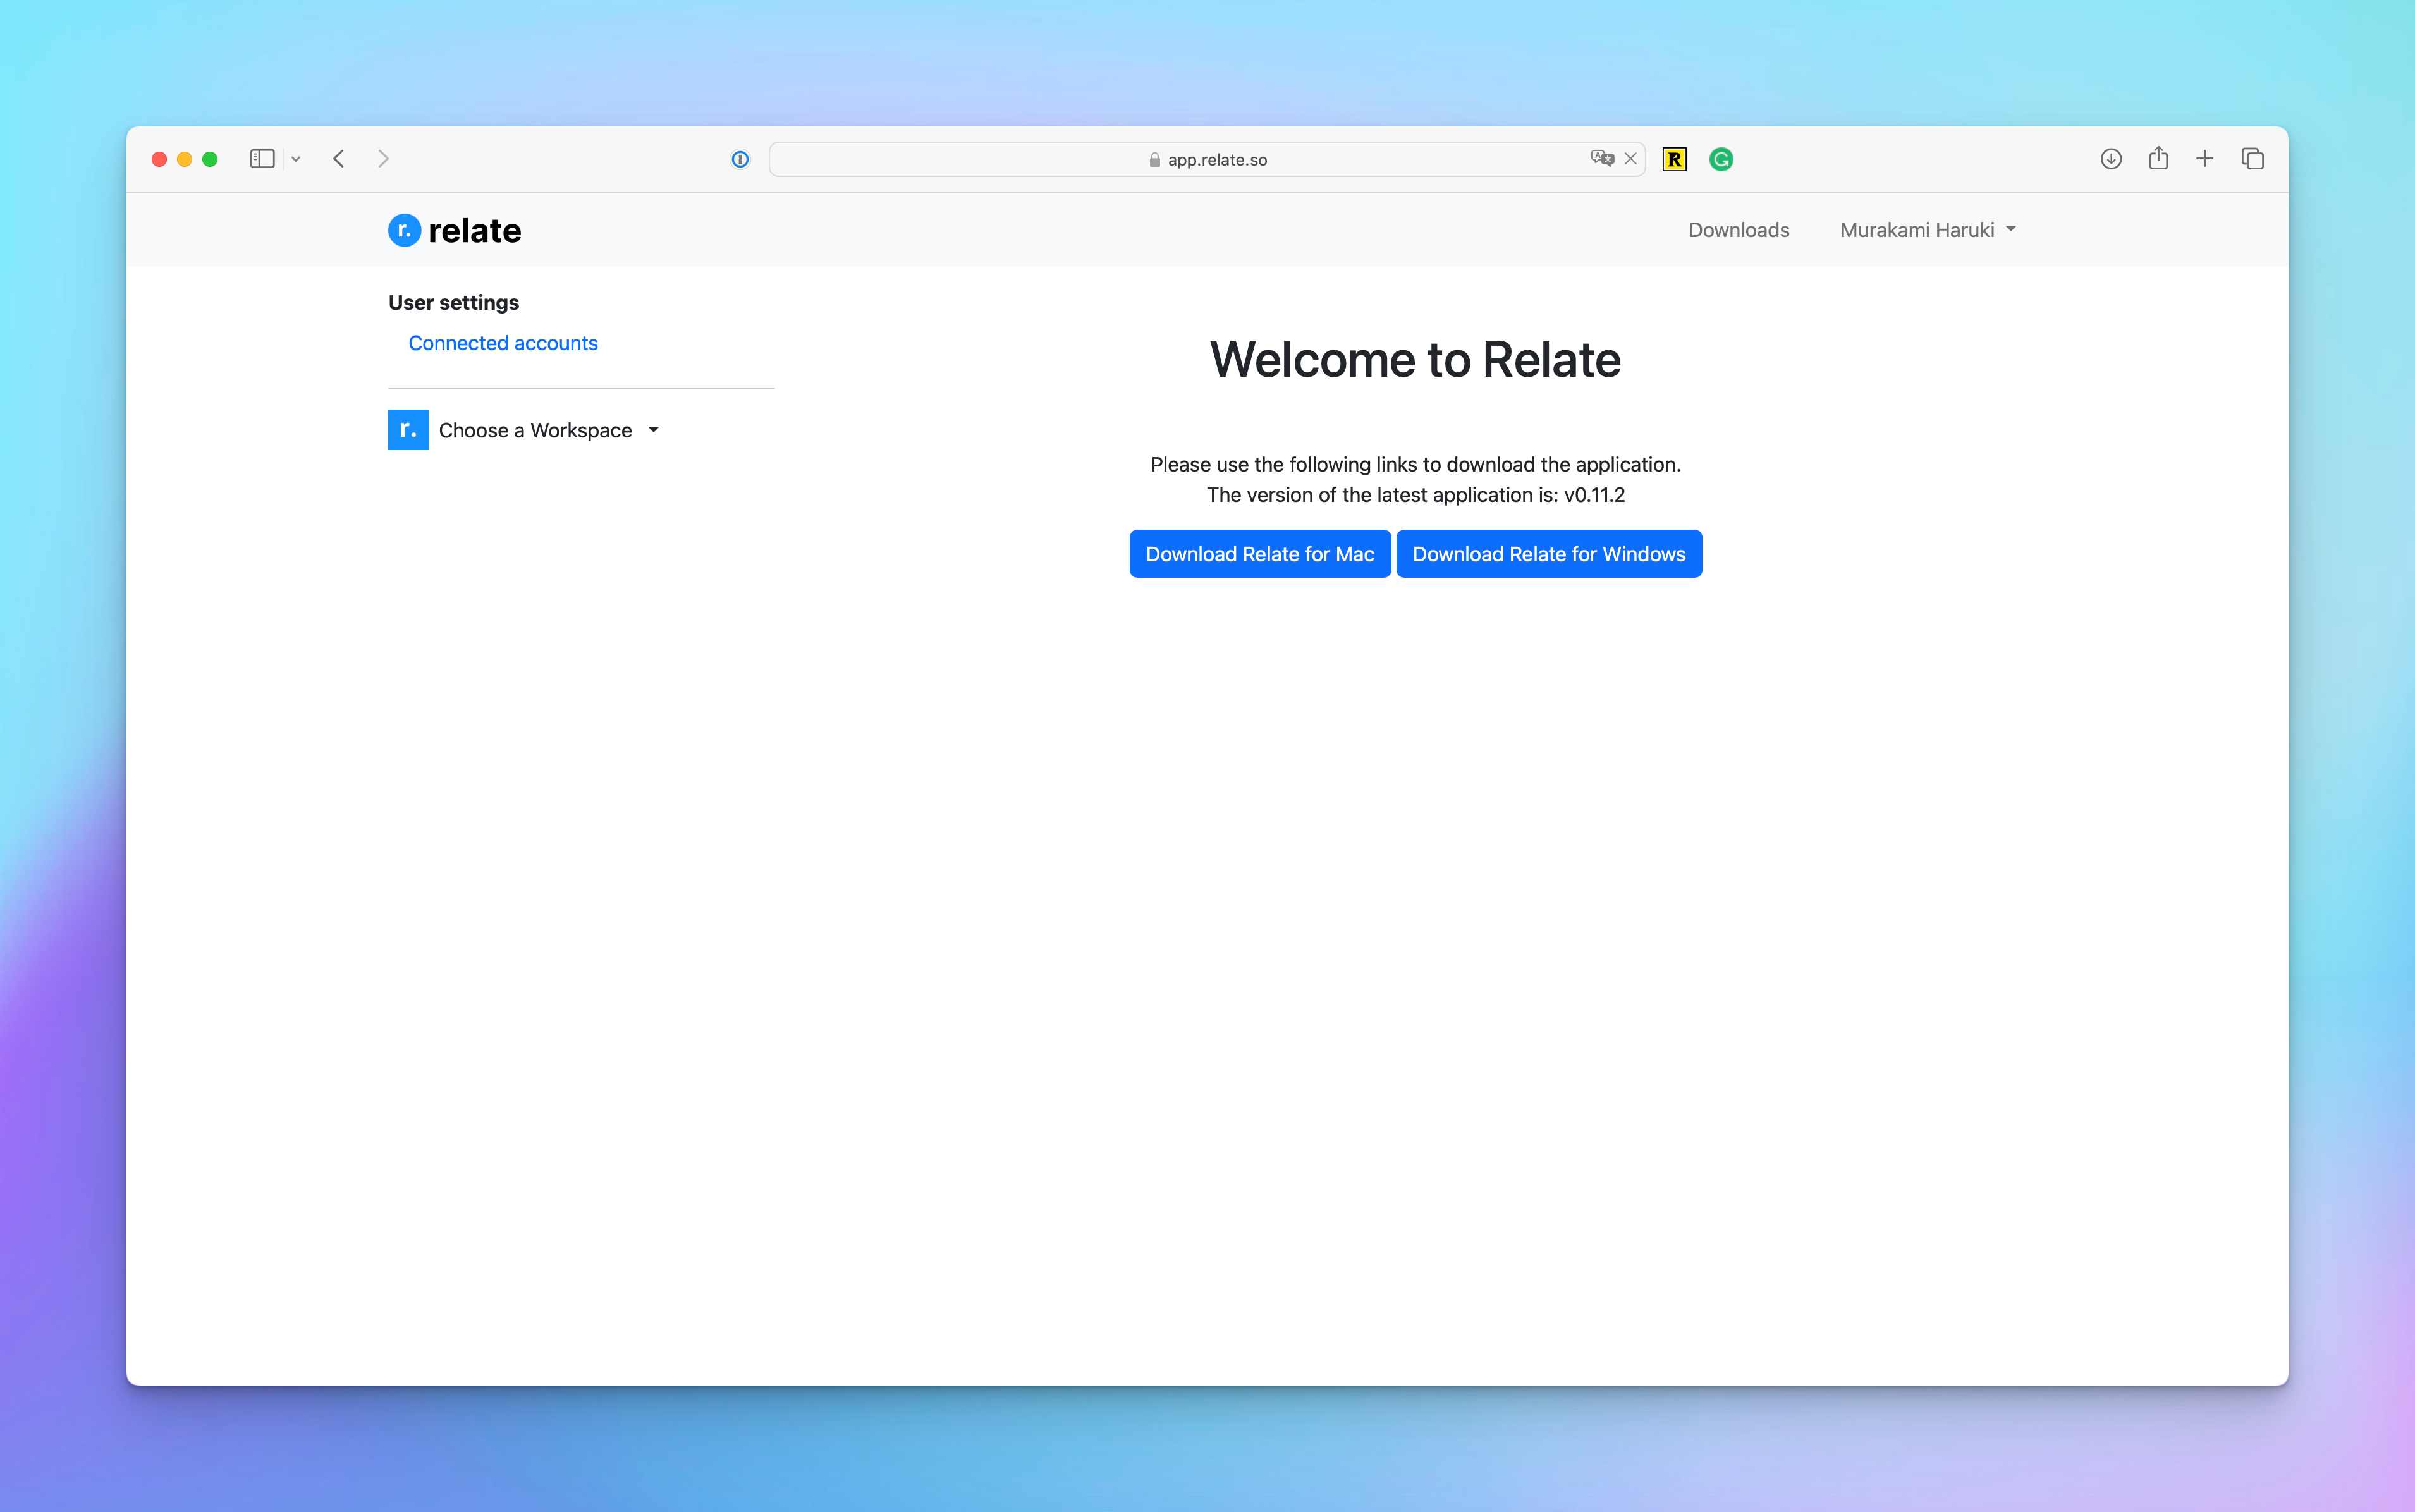 app.relate.so
R
r. relate
Downloads
Murakami Haruki
User settings
Connected accounts
r. Choose a Workspace
Welcome to Relate
Please use the following links to download the application.
The version of the latest application is: v0.11.2
Download Relate for Mac
Download Relate for Windows